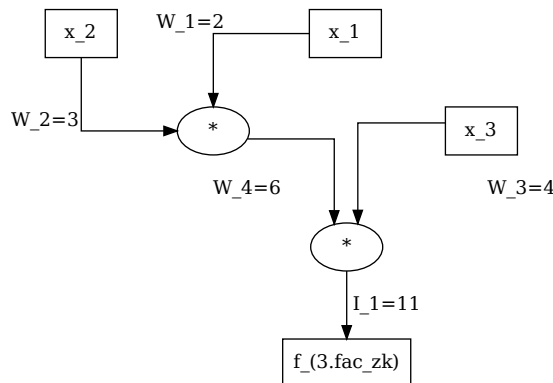 x_2
W_1=2
x_1
W_2=3
*
x_3
W_4=6
W_3=4
*
I_1=11
f_(3.fac_zk)